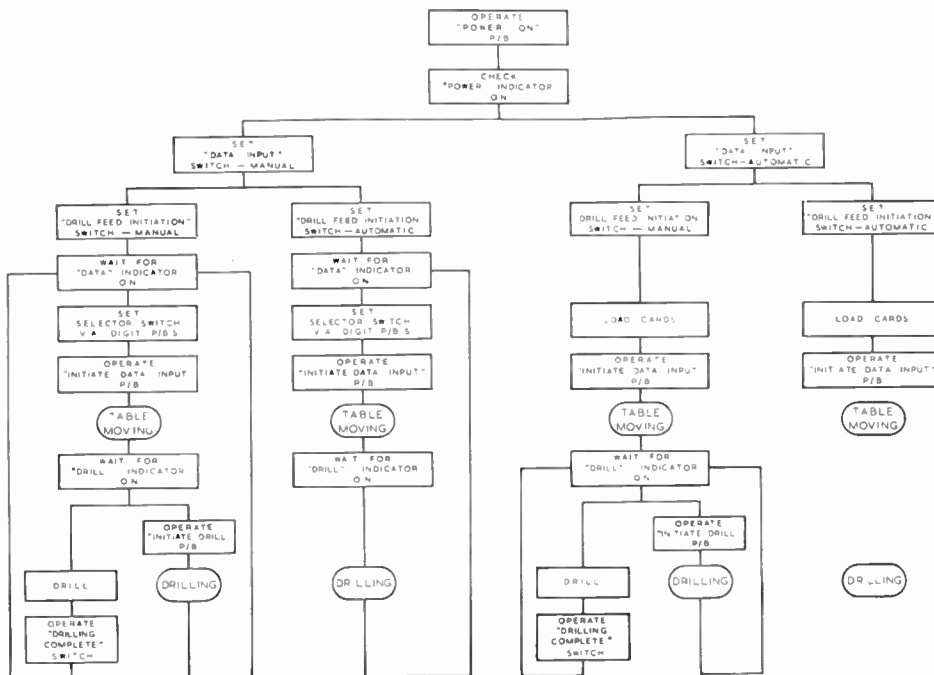 OPERATE
"POWER ON"
P/B
CHECK
"POWER INDICATOR
ON
SET
"DATA INPUT"
SWITCH — MANUAL
SET
"DRILL FEED INITIATION"
SWITCH — MANUAL
WAIT FOR
"DATA" INDICATOR
ON
SET
SELECTOR SWITCH
VIA DIGIT P/B S
OPERATE
"INITIATE DATA INPUT
P/B
TABLE
MOVING
WAIT FOR
"DRILL" INDICATOR
ON
DRILL
OPERATE
"DRILLING
COMPLETE"
SWITCH
OPERATE
"INITIATE DRILL
P/B
DRILLING
SET
"DRILL FEED INITIATION
SWITCH—AUTOMATIC
WAIT FOR
"DATA" INDICATOR
ON
SET
SELECTOR SWITCH
VIA DIGIT P/B S
OPERATE
"INITIATE DATA INPUT"
P/B
TABLE
MOVING
WAIT FOR
"DRILL" INDICATOR
ON
DRILLING
SET
"DATA INPUT"
SWITCH—AUTOMATIC
SET
DRILL FEED INITIATION
SWITCH — MANUAL
LOAD CARDS
OPERATE
"INITIATE DATA INPUT"
P/B
TABLE
MOVING
WAIT FOR
"DRILL" INDICATOR
ON
DRILL
OPERATE
"DRILLING
COMPLETE"
SWITCH
OPERATE
"INITIATE DRILL
P/B
DRILLING
SET
"DRILL FEED INITIATION
SWITCH—AUTOMATIC
LOAD CARDS
OPERATE
"INITIATE DATA INPUT"
P/B
TABLE
MOVING
DRILLING